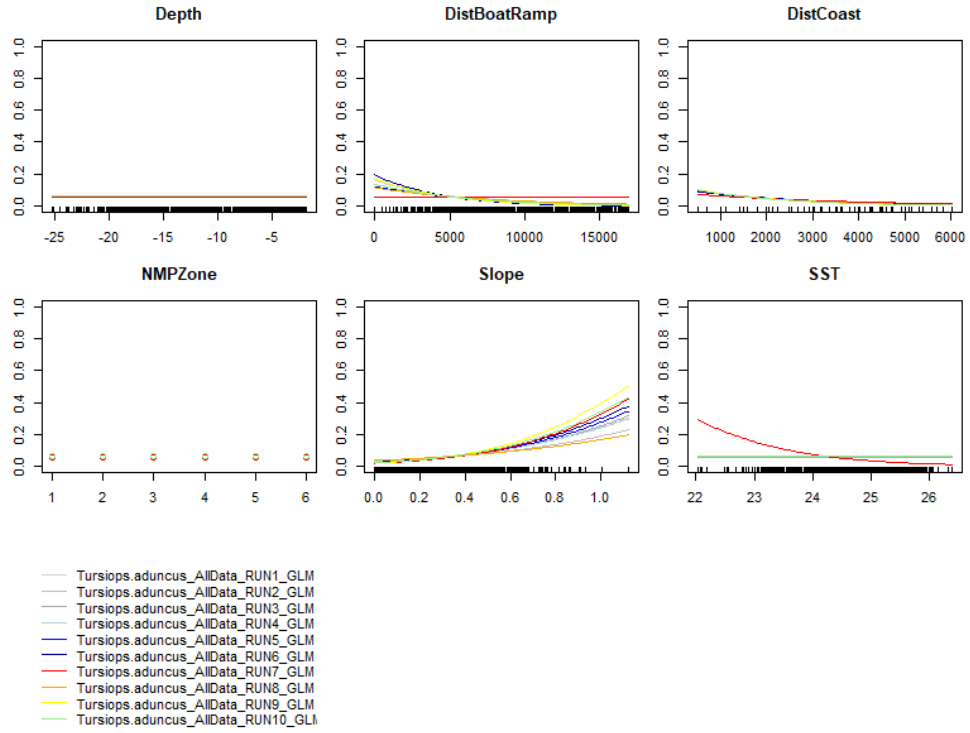 Depth
DistBoatRamp
DistCoast
0.0 0.2 0.4 0.6 0.8 1.0
0.0 0.2 0.4 0.6 0.8 1.0
0.0 0.2 0.4 0.6 0.8 1.0
-25 -20 -15 -10 -5
0 5000 10000 15000
1000 2000 3000 4000 5000 6000
NMPZone
Slope
SST
0.0 0.2 0.4 0.6 0.8 1.0
0.0 0.2 0.4 0.6 0.8 1.0
0.0 0.2 0.4 0.6 0.8 1.0
1 2 3 4 5 6
0.0 0.2 0.4 0.6 0.8 1.0
22 23 24 25 26
Tursiops.aduncus_AllData_RUN1_GLM
Tursiops.aduncus_AllData_RUN2_GLM
Tursiops.aduncus_AllData_RUN3_GLM
Tursiops.aduncus_AllData_RUN4_GLM
Tursiops.aduncus_AllData_RUN5_GLM
Tursiops.aduncus_AllData_RUN6_GLM
Tursiops.aduncus_AllData_RUN7_GLM
Tursiops.aduncus_AllData_RUN8_GLM
Tursiops.aduncus_AllData_RUN9_GLM
Tursiops.aduncus_AllData_RUN10_GL